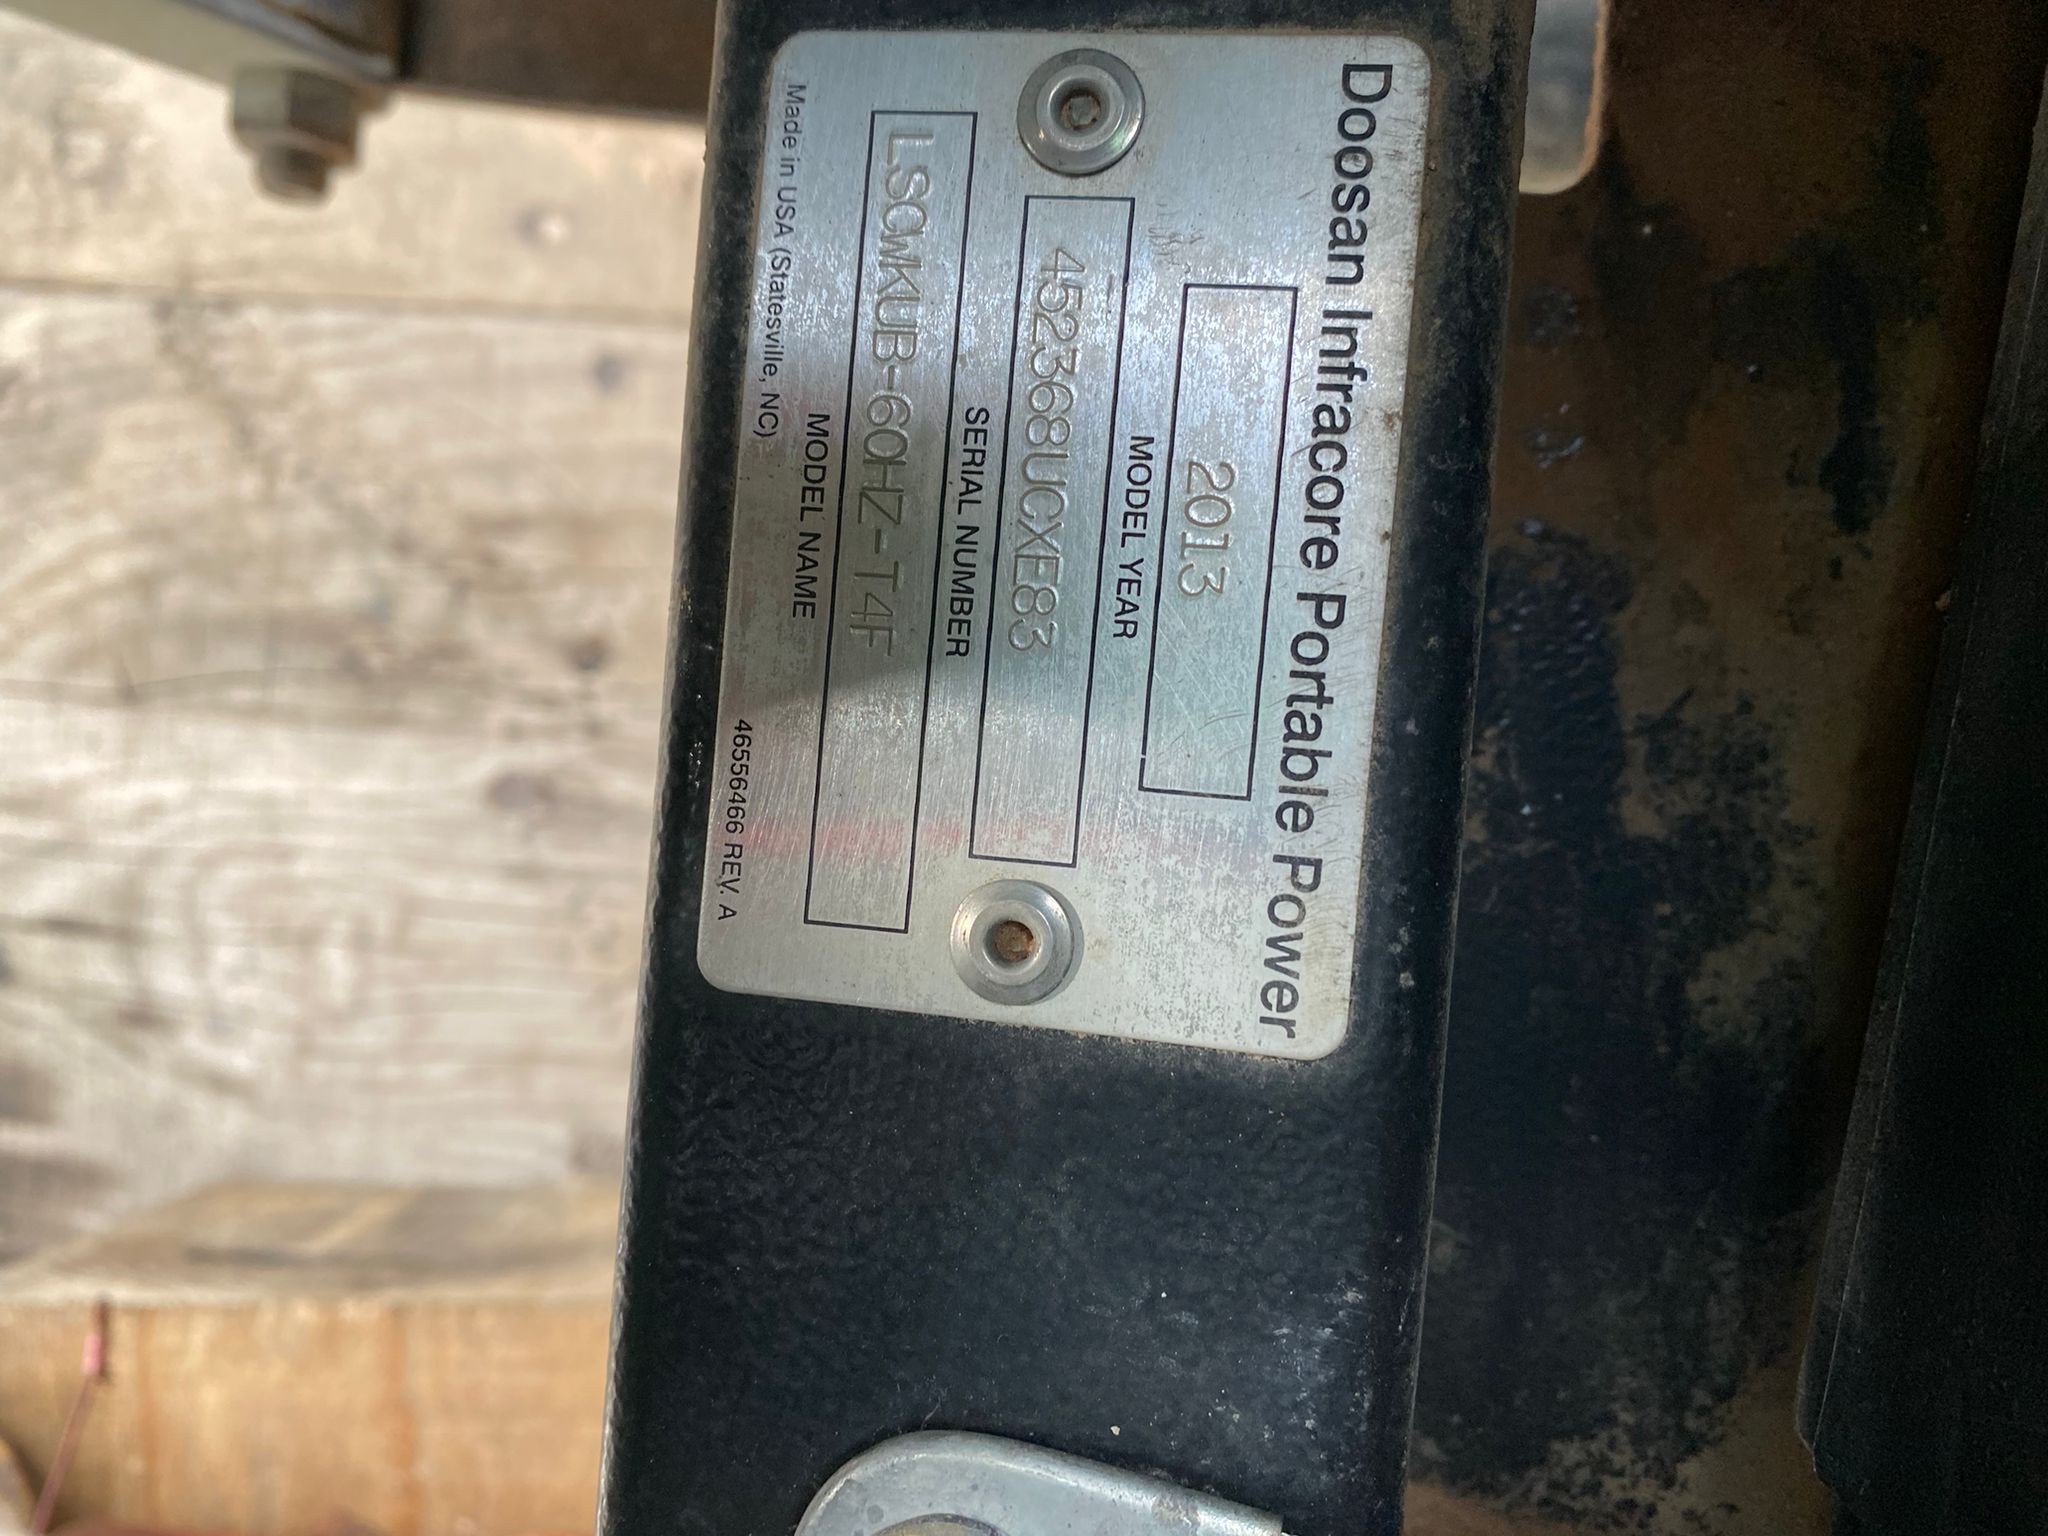 Doosan Infracore Portable Power
2013
MODEL YEAR
452368UCXE83
SERIAL NUMBER
LSCWKUB-60HZ-T4F
MODEL NAME
Made in USA (Statesville, NC)
46556466 REV. A